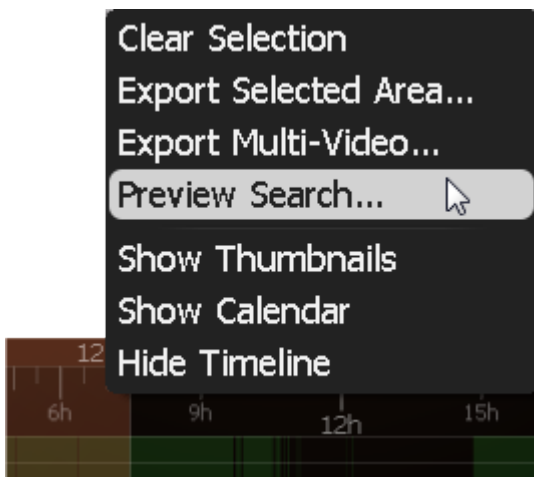 Clear Selection
Export Selected Area...
Export Multi-Video...
Preview Search...
Show Thumbnails
Show Calendar
Hide Timeline
12
6h 9h 12h 15h